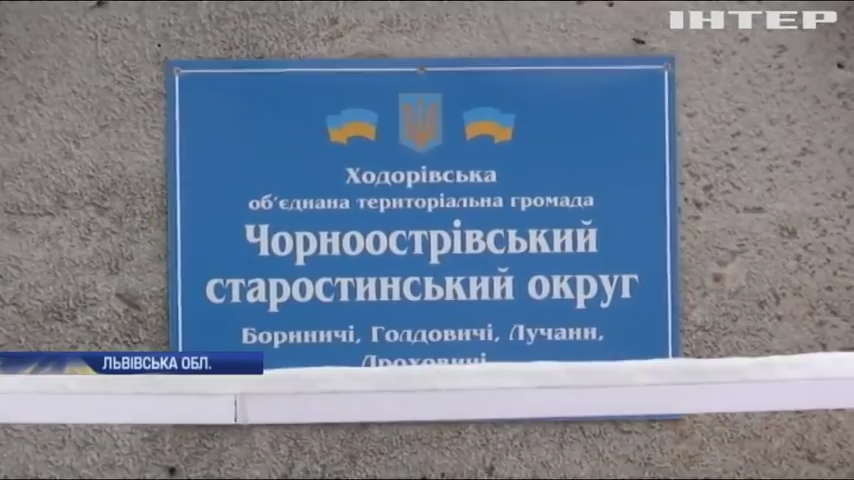 ІНТЕР
Ходорівська
об'єднана територіальна громада
Чорноострівський
старостинський округ
Бориничі, Голдовичі, Лучани,
ЛЬВІВСЬКА ОБЛ.